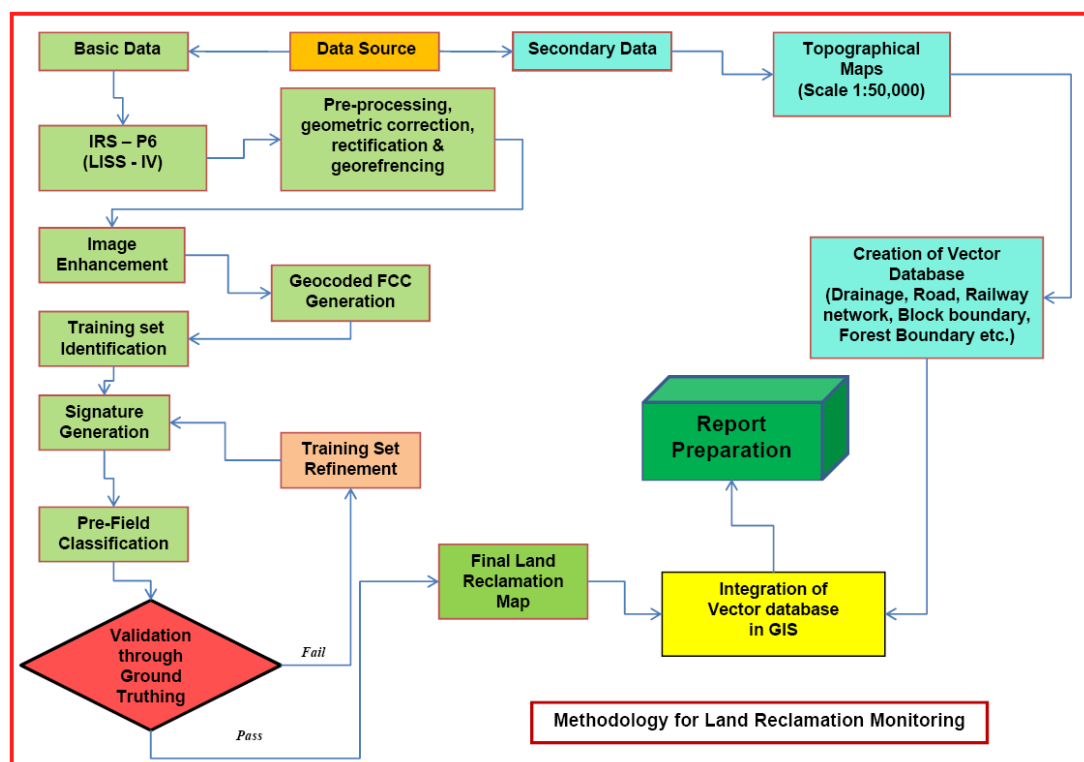 Basic Data
Data Source
Secondary Data
Topographical
Maps
(Scale 1:50,000)
IRS – P6
(LISS - IV)
Pre-processing,
geometric correction,
rectification &
georefrencing
Image
Enhancement
Geocoded FCC
Generation
Creation of Vector
Database
(Drainage, Road, Railway
network, Block boundary,
Forest Boundary etc.)
Training set
Identification
Signature
Generation
Training Set
Refinement
Report
Preparation
Pre-Field
Classification
Final Land
Reclamation
Map
Integration of
Vector database
in GIS
Validation
through
Ground
Truthing
Fail
Pass
Methodology for Land Reclamation Monitoring